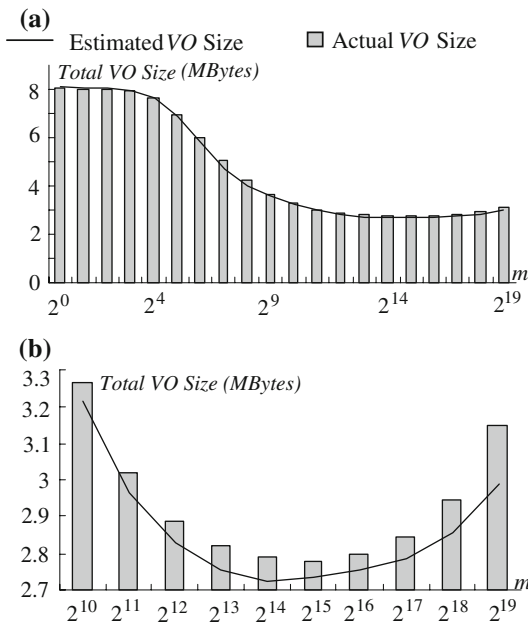 (a)
Estimated VO Size Actual VO Size
Total VO Size (MBytes)
8
6
4
2
0
m
2^0 2^4 2^9 2^14 2^19
(b)
Total VO Size (MBytes)
3.3
3.2
3.1
3
2.9
2.8
2.7
m
2^10 2^11 2^12 2^13 2^14 2^15 2^16 2^17 2^18 2^19